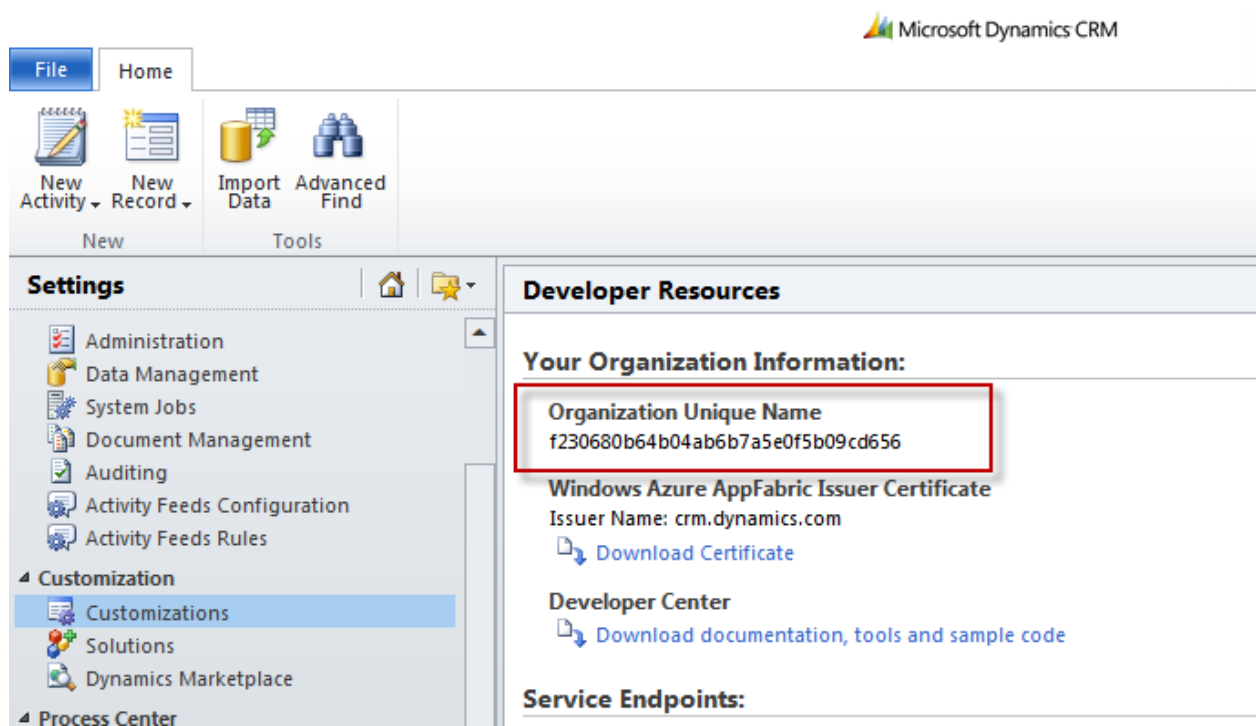 Microsoft Dynamics CRM
File
Home
New Activity
New Record
Import Data
Advanced Find
New
Tools
Settings
Administration
Data Management
System Jobs
Document Management
Auditing
Activity Feeds Configuration
Activity Feeds Rules
Customization
Customizations
Solutions
Dynamics Marketplace
Process Center
Developer Resources
Your Organization Information:
Organization Unique Name
f230680b64b04ab6b7a5e0f5b09cd656
Windows Azure AppFabric Issuer Certificate
Issuer Name: crm.dynamics.com
Download Certificate
Developer Center
Download documentation, tools and sample code
Service Endpoints: